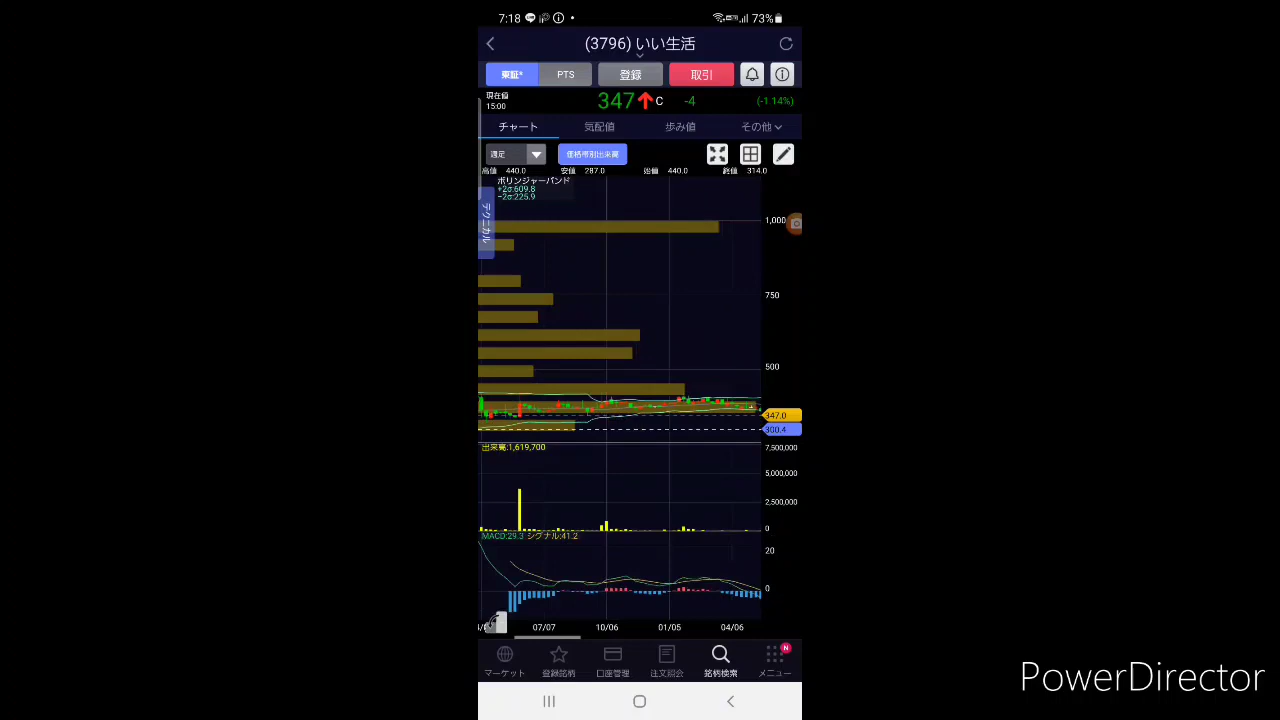 7:18
73%
(3796) いい生活
東証*
PTS
登録
取引
現在値
15:00
347 C -4 (-1.14%)
チャート
気配値
歩み値
その他
週足
価格帯別出来高
高値 440.0 安値 287.0 始値 440.0 終値 314.0
ボリンジャーバンド
+2σ:609.8
-2σ:225.9
テクニカル
1,000
750
500
347.0
300.4
出来高:1,619,700
7,500,000
5,000,000
2,500,000
0
MACD:29.3 シグナル:41.2
20
0
07/07
10/06
01/05
04/06
N
マーケット
登録銘柄
口座管理
注文照会
銘柄検索
メニュー
PowerDirector